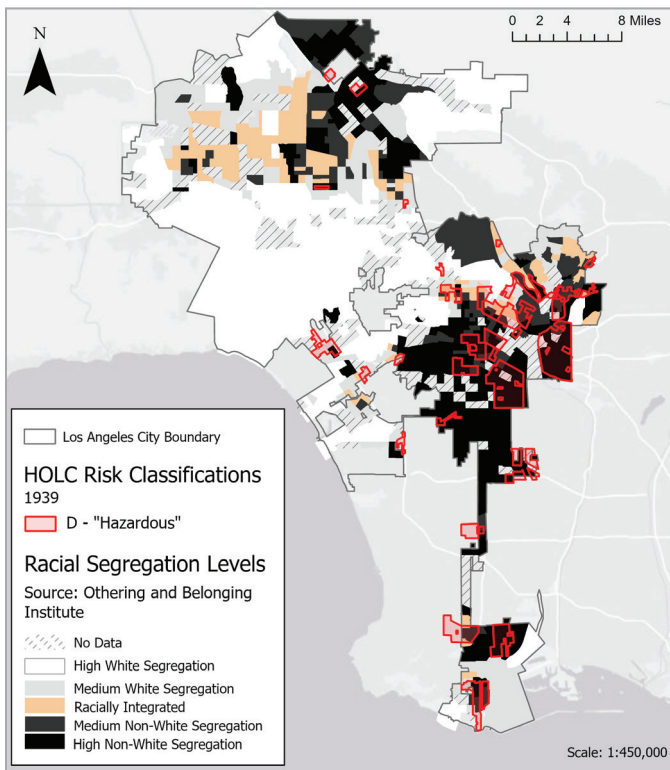 0 2 4 8 Miles
N
Los Angeles City Boundary
HOLC Risk Classifications
1939
D - "Hazardous"
Racial Segregation Levels
Source: Othering and Belonging
Institute
No Data
High White Segregation
Medium White Segregation
Racially Integrated
Medium Non-White Segregation
High Non-White Segregation
Scale: 1:450,000